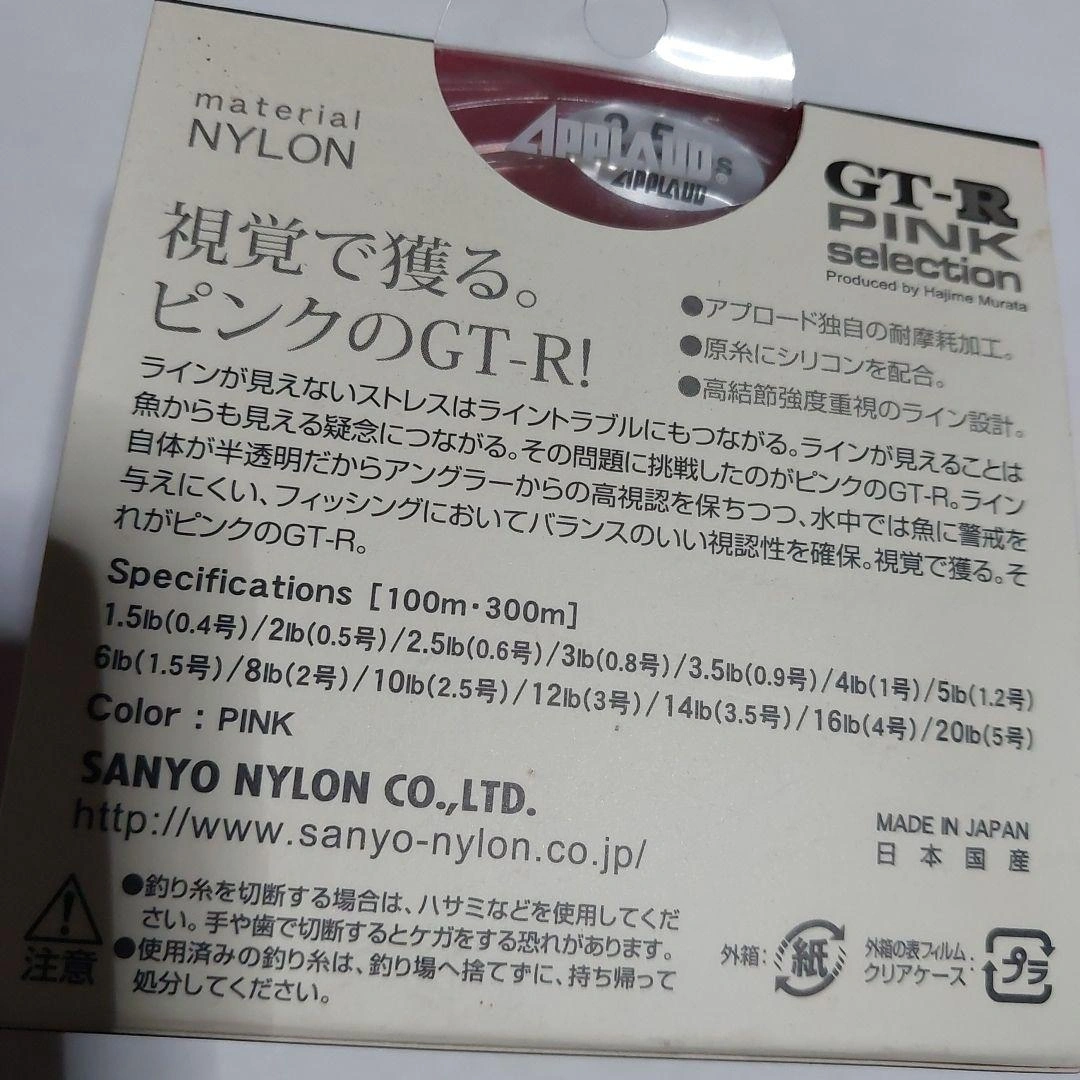 material
NYLON
APPLAUD®
APPLAUD
GT-R
PINK
selection
Produced by Hajime Murata
視覚で獲る。
ピンクのGT-R!
●アプロード独自の耐摩耗加工。
●原糸にシリコンを配合。
●高結節強度重視のライン設計。
ラインが見えないストレスはライントラブルにもつながる。ラインが見えることは
魚からも見える疑念につながる。その問題に挑戦したのがピンクのGT-R。ライン
自体が半透明だからアングラーからの高視認を保ちつつ、水中では魚に警戒を
与えにくい、フィッシングにおいてバランスのいい視認性を確保。視覚で獲る。そ
れがピンクのGT-R。
Specifications [100m・300m]
1.5lb(0.4号)/2lb(0.5号)/2.5lb(0.6号)/3lb(0.8号)/3.5lb(0.9号)/4lb(1号)/5lb(1.2号)
6lb(1.5号)/8lb(2号)/10lb(2.5号)/12lb(3号)/14lb(3.5号)/16lb(4号)/20lb(5号)
Color : PINK
SANYO NYLON CO.,LTD.
http://www.sanyo-nylon.co.jp/
MADE IN JAPAN
日本国産
注意
●釣り糸を切断する場合は、ハサミなどを使用してくだ
さい。手や歯で切断するとケガをする恐れがあります。
●使用済みの釣り糸は、釣り場へ捨てずに、持ち帰って
処分してください。
外箱:
紙
外箱の表フィルム.
クリアケース:
プラ